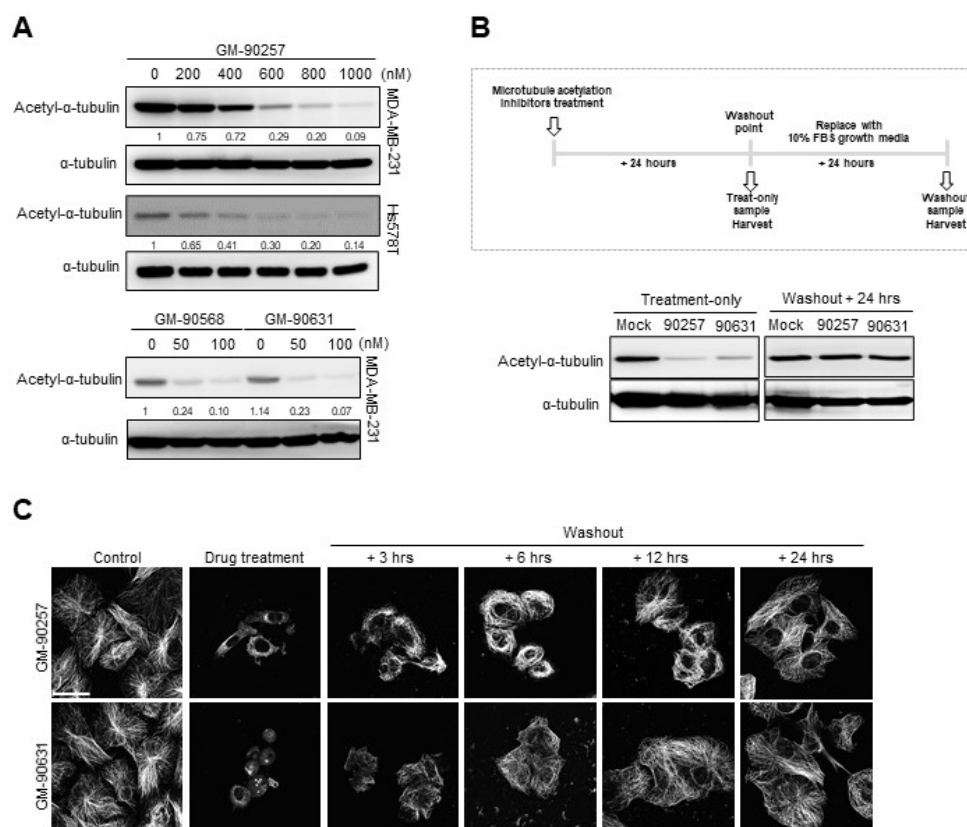 A
GM-90257
0 200 400 600 800 1000 (nM)
Acetyl-α-tubulin
1 0.75 0.72 0.29 0.20 0.09
α-tubulin
MDA-MB-231
Acetyl-α-tubulin
1 0.65 0.41 0.30 0.20 0.14
α-tubulin
Hs578T
GM-90568 GM-90631
0 50 100 0 50 100 (nM)
Acetyl-α-tubulin
1 0.24 0.10 1.14 0.23 0.07
α-tubulin
MDA-MB-231
B
Microtubule acetylation
inhibitors treatment
Washout
point
Replace with
10% FBS growth media
+ 24 hours + 24 hours
Treat-only
sample
Harvest
Washout
sample
Harvest
Treatment-only Washout + 24 hrs
Mock 90257 90631 Mock 90257 90631
Acetyl-α-tubulin
α-tubulin
C
Washout
Control Drug treatment + 3 hrs + 6 hrs + 12 hrs + 24 hrs
GM-90257
GM-90631